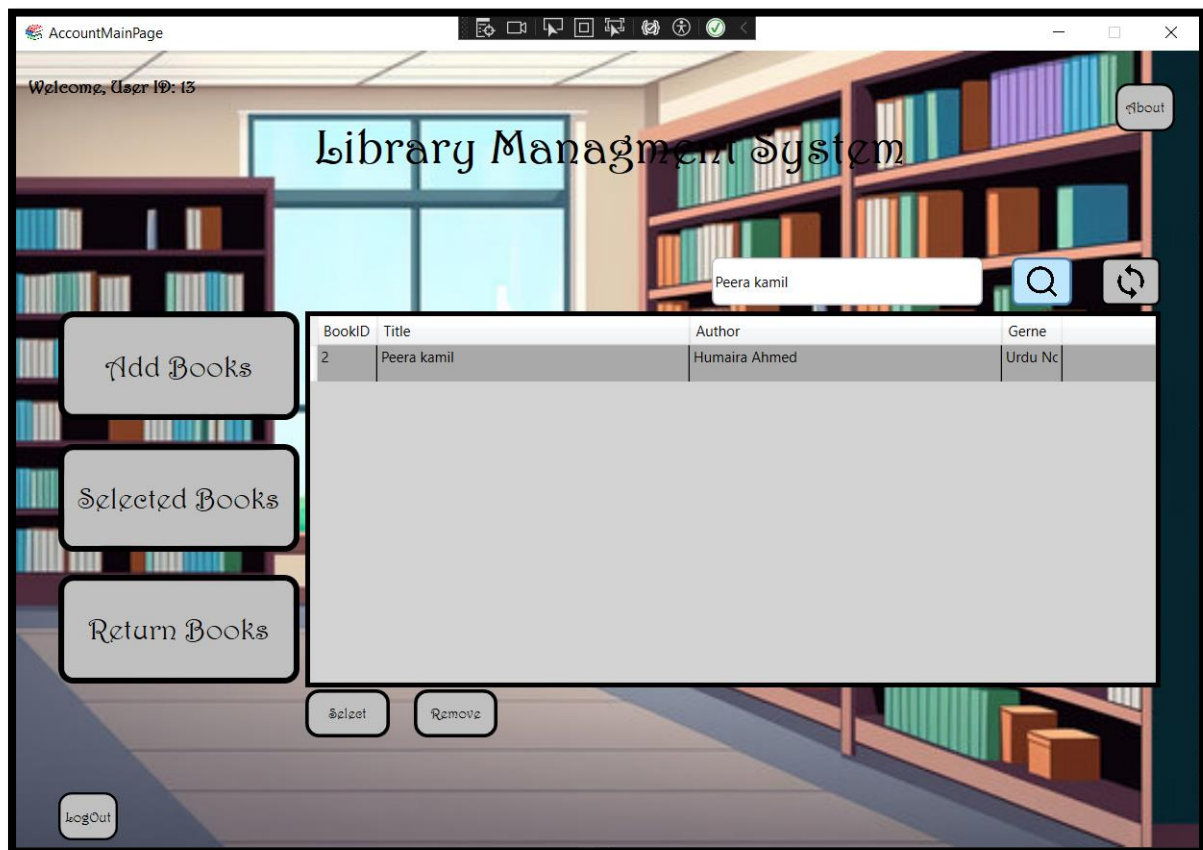 AccountMainPage
Welcome, User ID: 13
About
Library Managment System
Peera kamil
BookID Title Author Gerne
2 Peera kamil Humaira Ahmed Urdu Nc
Add Books
Selected Books
Return Books
Select Remove
LogOut